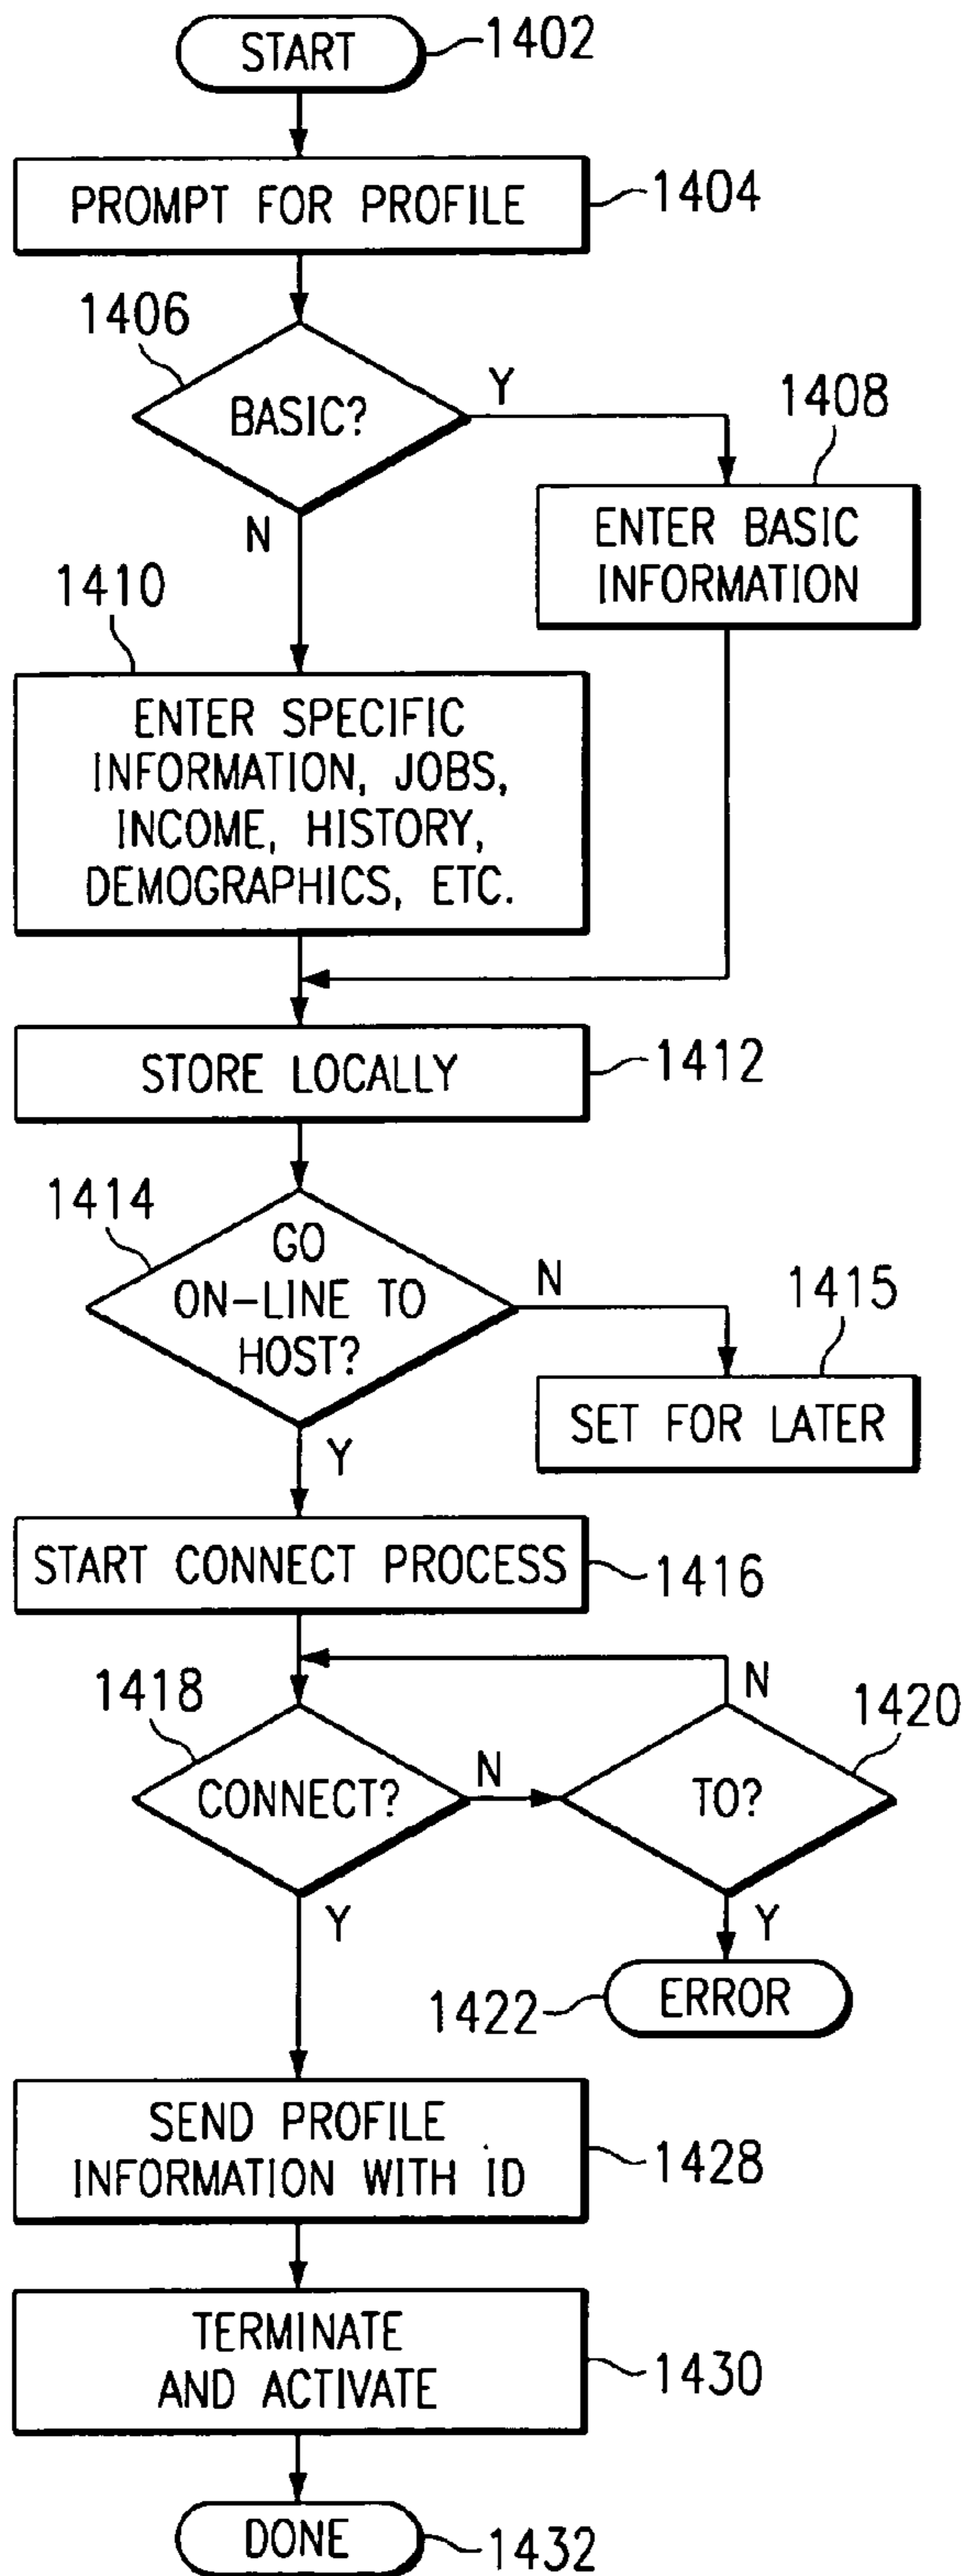 START
1402
PROMPT FOR PROFILE
1404
1406
BASIC?
Y
N
1408
ENTER BASIC
INFORMATION
1410
ENTER SPECIFIC
INFORMATION, JOBS,
INCOME, HISTORY,
DEMOGRAPHICS, ETC.
STORE LOCALLY
1412
1414
GO
ON-LINE TO
HOST?
N
Y
1415
SET FOR LATER
START CONNECT PROCESS
1416
1418
CONNECT?
N
Y
N
1420
TO?
Y
1422
ERROR
SEND PROFILE
INFORMATION WITH ID
1428
TERMINATE
AND ACTIVATE
1430
DONE
1432